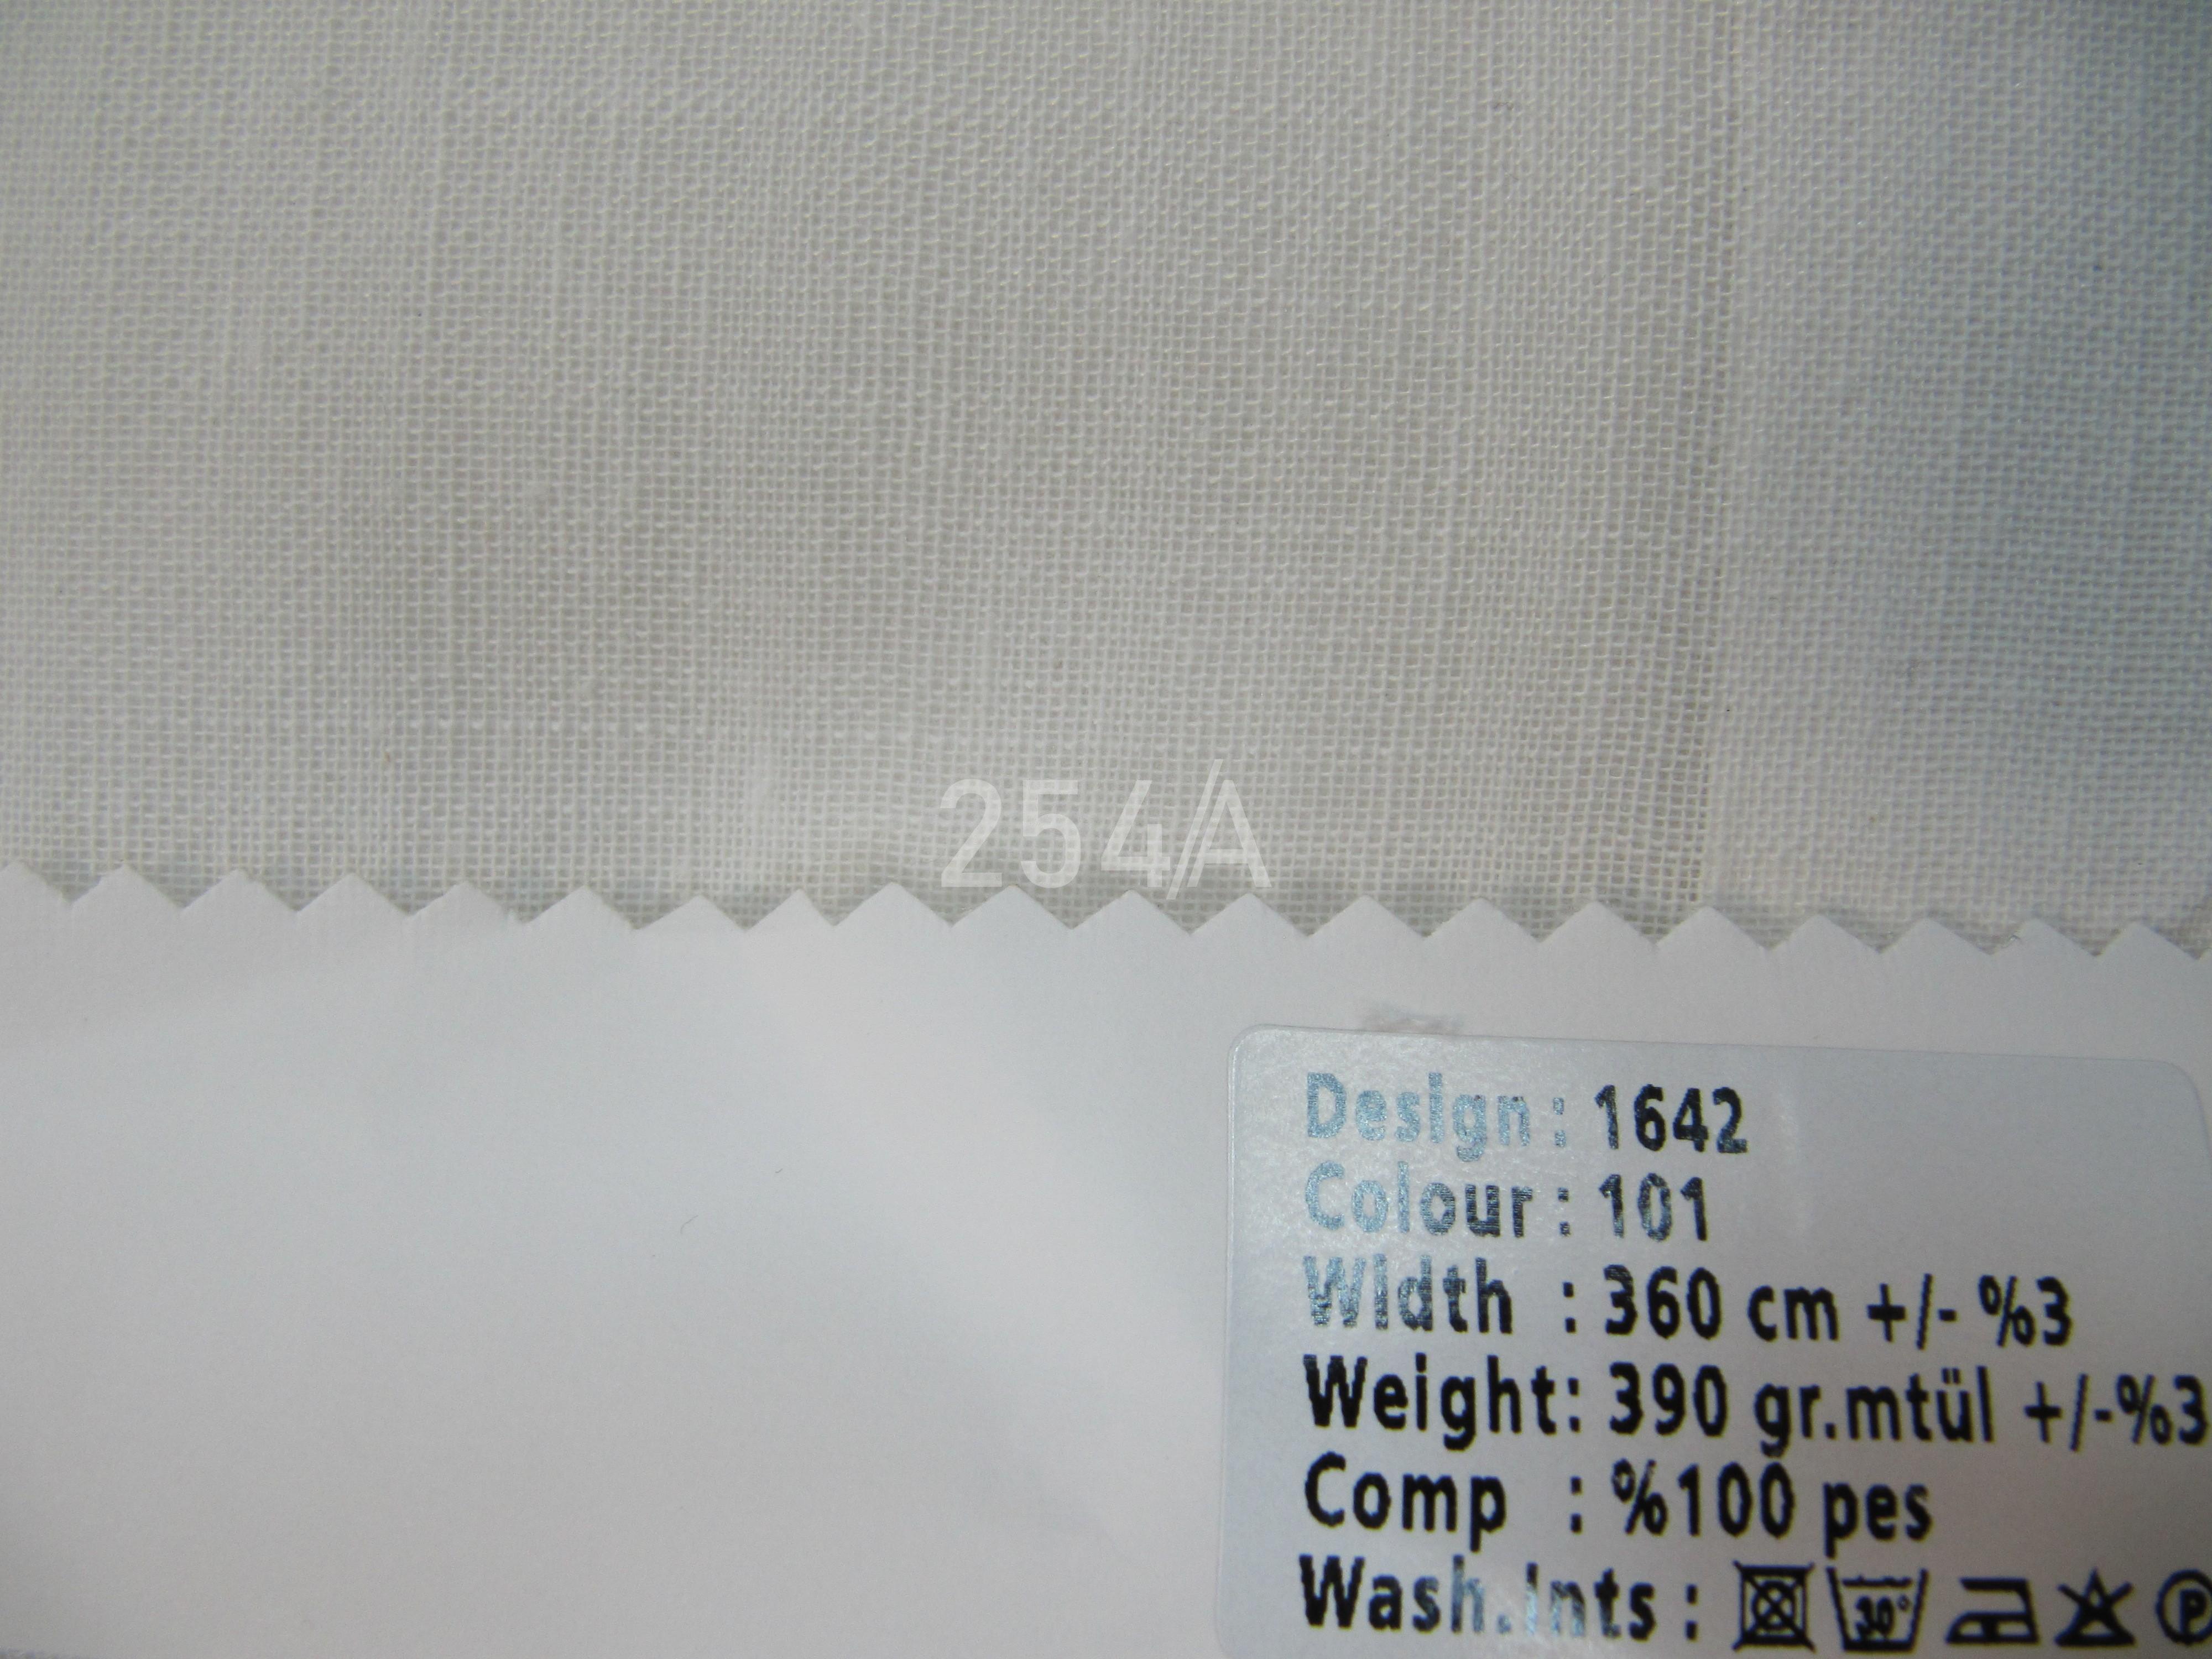 254/A
Design : 1642
Colour : 101
Width : 360 cm +/- %3
Weight: 390 gr.mtül +/-%3
Comp : %100 pes
Wash.Ints : 30° P